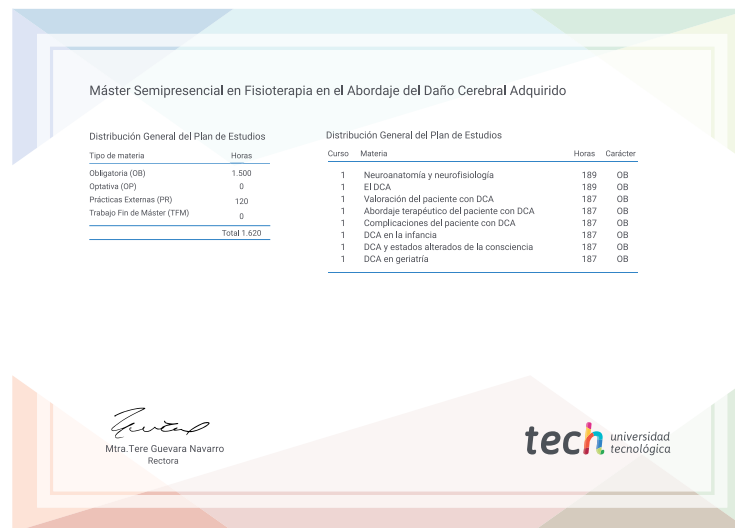 Máster Semipresencial en Fisioterapia en el Abordaje del Daño Cerebral Adquirido
Distribución General del Plan de Estudios
Tipo de materia Horas
Obligatoria (OB) 1.500
Optativa (OP) 0
Prácticas Externas (PR) 120
Trabajo Fin de Máster (TFM) 0
Total 1.620
Distribución General del Plan de Estudios
Curso Materia Horas Carácter
1 Neuroanatomía y neurofisiología 189 OB
1 El DCA 189 OB
1 Valoración del paciente con DCA 187 OB
1 Abordaje terapéutico del paciente con DCA 187 OB
1 Complicaciones del paciente con DCA 187 OB
1 DCA en la infancia 187 OB
1 DCA y estados alterados de la consciencia 187 OB
1 DCA en geriatría 187 OB
Mtra.Tere Guevara Navarro
Rectora
tech universidad
tecnológica